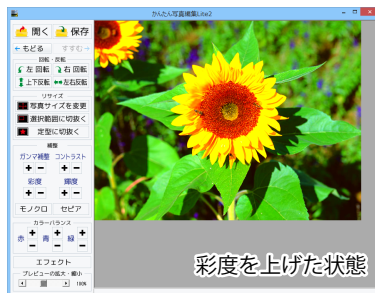 かんたん写真編集Lite2
開く 保存
←もどる すすむ→
回転・反転
左 回転 右 回転
上下反転 左右反転
リサイズ
写真サイズを変更
選択範囲に切抜く
定型に切抜く
補整
ガンマ補整 コントラスト
+ - + -
彩度 輝度
+ - + -
モノクロ セピア
カラーバランス
赤 + - 青 + - 緑 + -
エフェクト
プレビューの拡大・縮小
100%
彩度を上げた状態